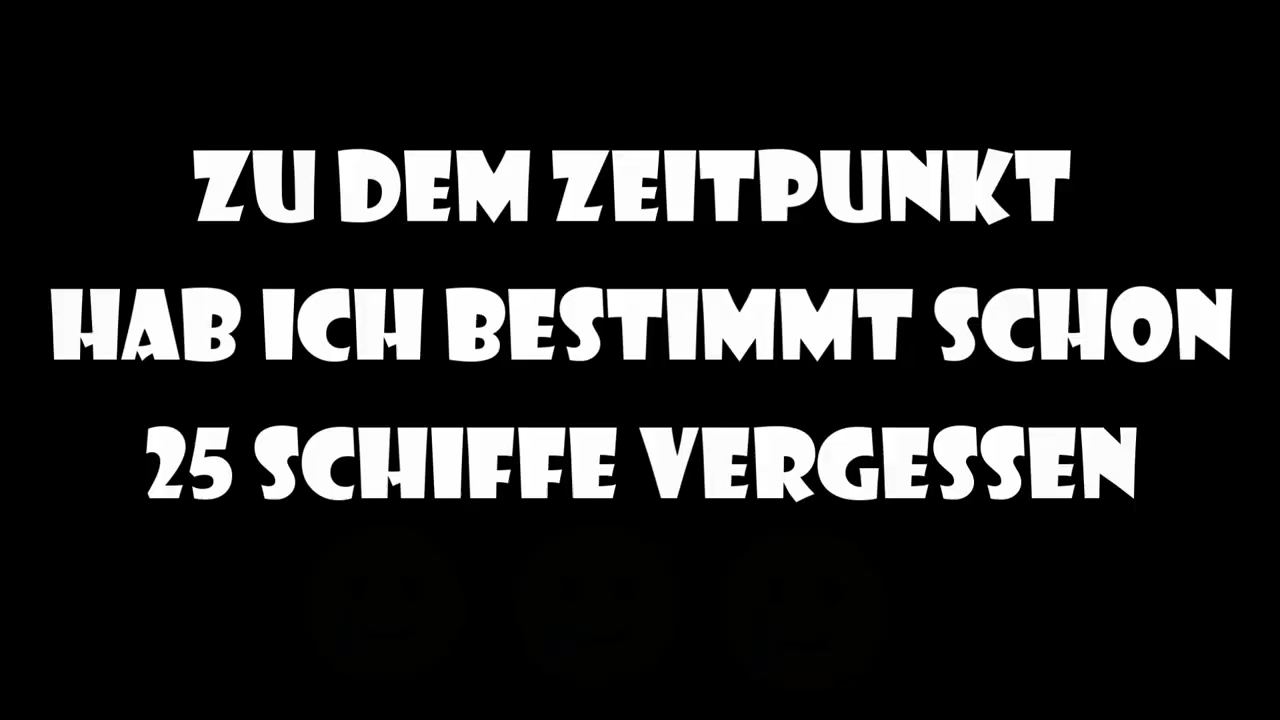 ZU DEM ZEITPUNKT
HAB ICH BESTIMMT SCHON
25 SCHIFFE VERGESSEN